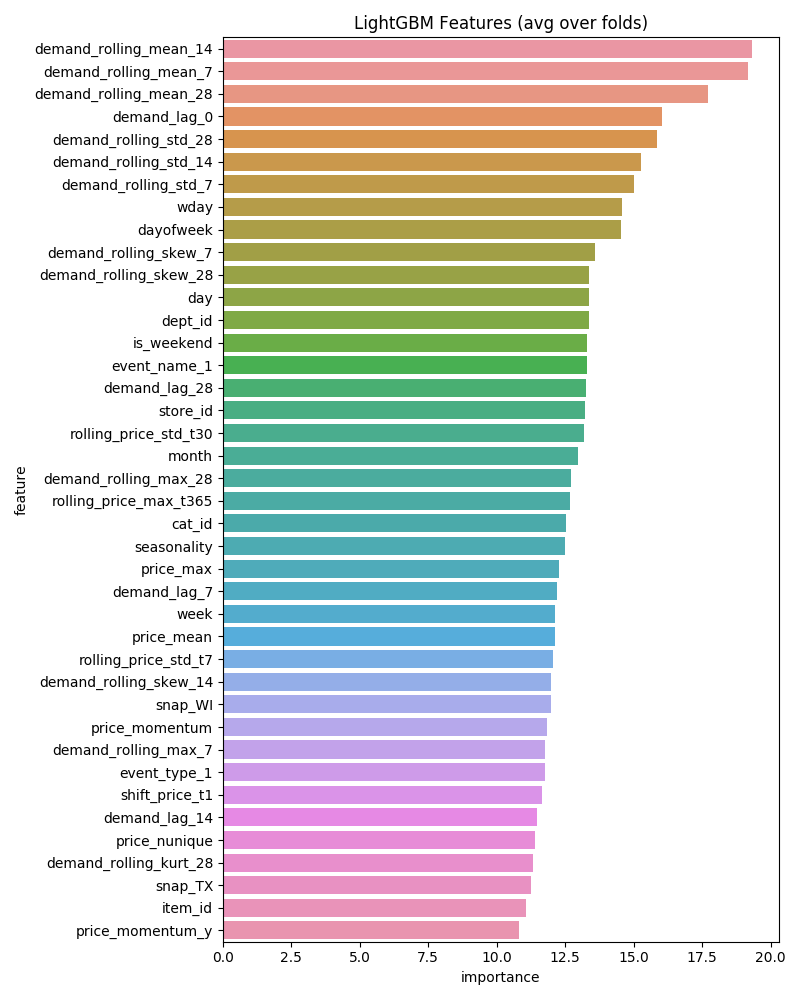 LightGBM Features (avg over folds)
demand_rolling_mean_14
demand_rolling_mean_7
demand_rolling_mean_28
demand_lag_0
demand_rolling_std_28
demand_rolling_std_14
demand_rolling_std_7
wday
dayofweek
demand_rolling_skew_7
demand_rolling_skew_28
day
dept_id
is_weekend
event_name_1
demand_lag_28
store_id
rolling_price_std_t30
month
demand_rolling_max_28
rolling_price_max_t365
cat_id
seasonality
price_max
demand_lag_7
week
price_mean
rolling_price_std_t7
demand_rolling_skew_14
snap_WI
price_momentum
demand_rolling_max_7
event_type_1
shift_price_t1
demand_lag_14
price_nunique
demand_rolling_kurt_28
snap_TX
item_id
price_momentum_y
feature
0.0 2.5 5.0 7.5 10.0 12.5 15.0 17.5 20.0
importance